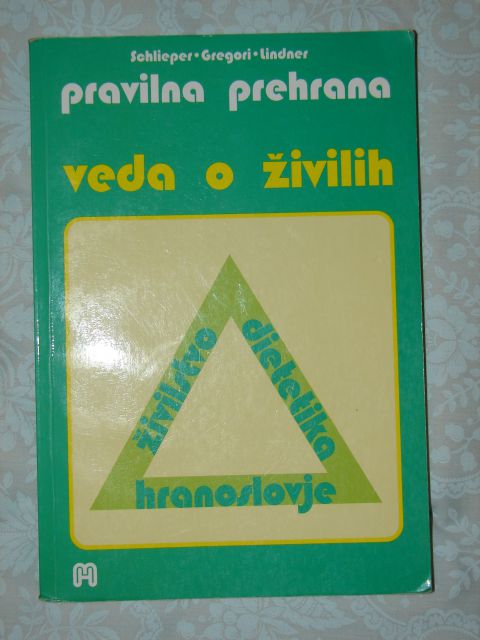 Schlieper • Gregori • Lindner
pravilna prehrana
veda o živilih
živilstvo
dietetika
hranoslovje